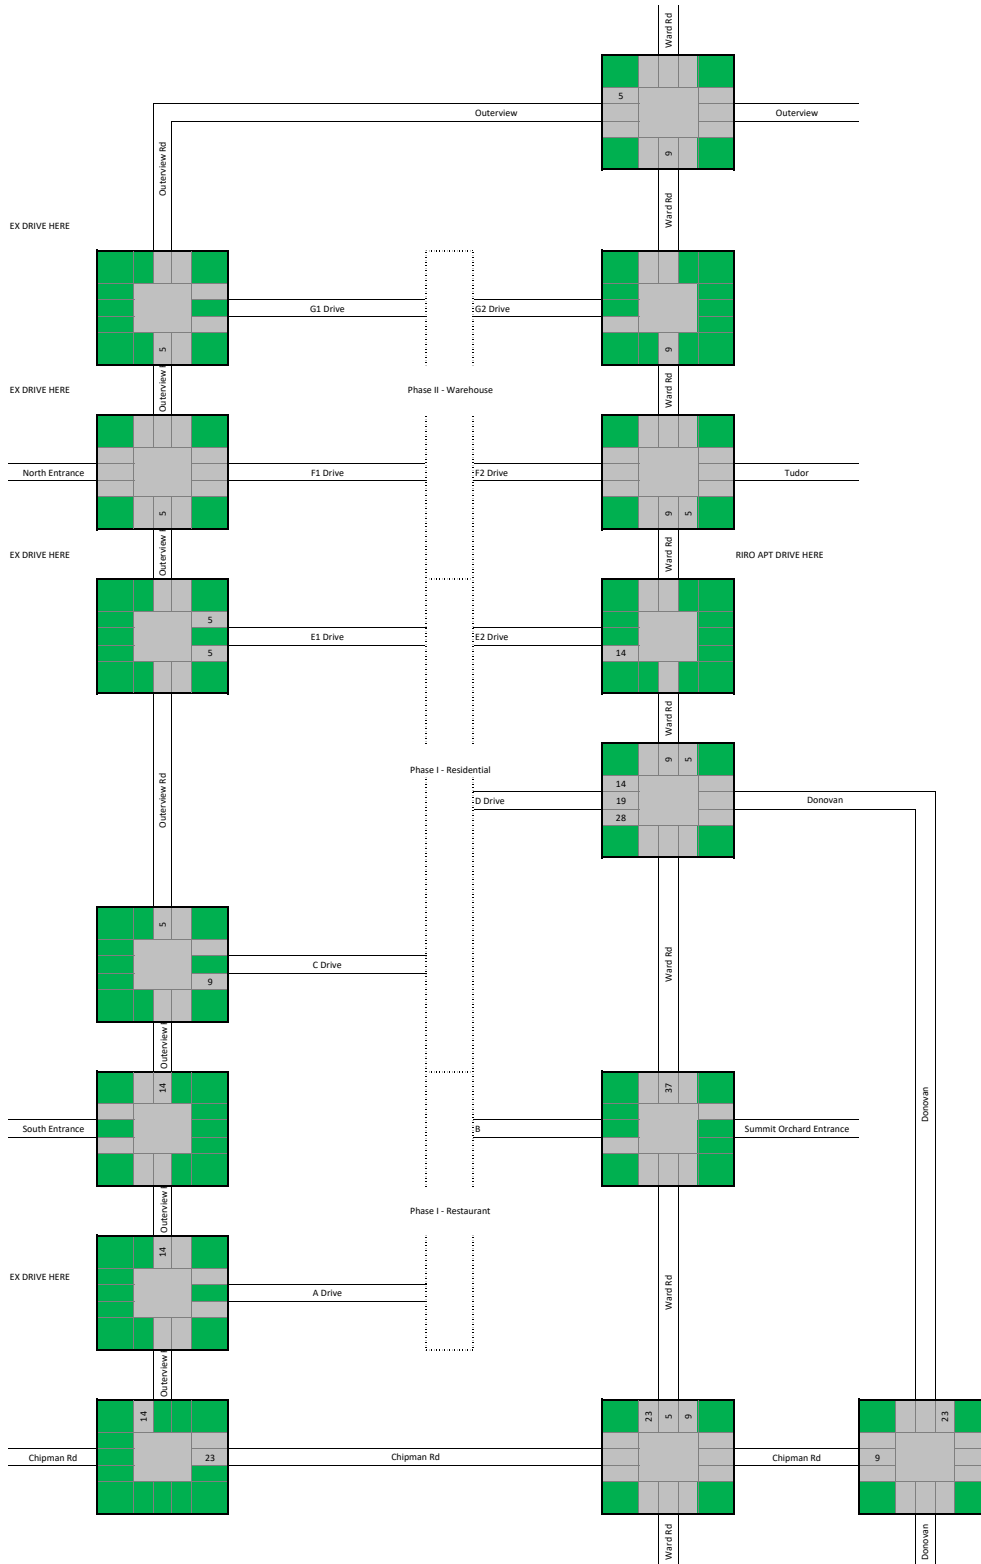 Ward Rd
5
Outerview
Outerview
9
Outerview Rd
Ward Rd
EX DRIVE HERE
G1 Drive
G2 Drive
5
9
Outerview
Ward Rd
EX DRIVE HERE
Phase II - Warehouse
North Entrance
F1 Drive
F2 Drive
Tudor
5
9
5
Outerview
Ward Rd
EX DRIVE HERE
RIRO APT DRIVE HERE
5
E1 Drive
E2 Drive
5
14
Ward Rd
Outerview Rd
9
5
Phase I - Residential
14
D Drive
19
Donovan
28
5
Ward Rd
C Drive
9
Outerview
14
37
South Entrance
B
Summit Orchard Entrance
Donovan
Outerview
Phase I - Restaurant
14
EX DRIVE HERE
A Drive
Ward Rd
Outerview
14
23
5
9
23
Chipman Rd
23
Chipman Rd
Chipman Rd
9
Ward Rd
Donovan